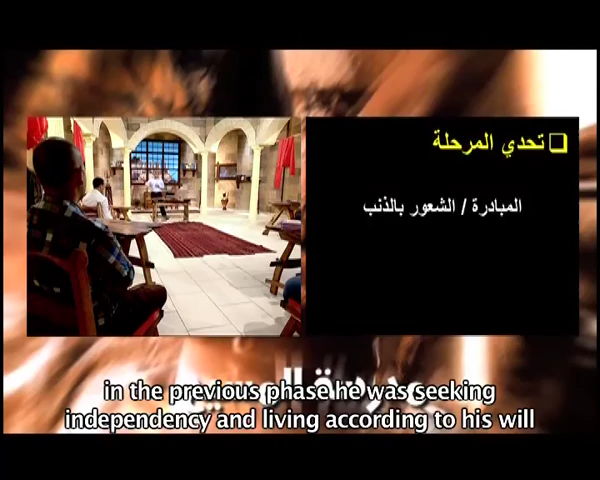 تحدي المرحلة
المبادرة / الشعور بالذنب
in the previous phase he was seeking
independency and living according to his will